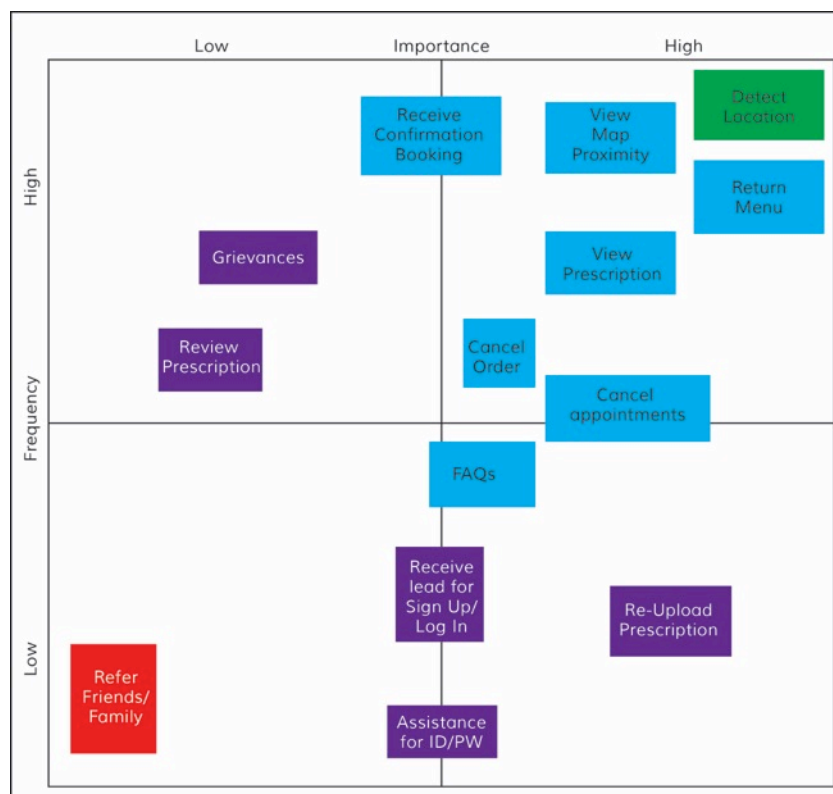 Low
Importance
High
High
Frequency
Low
Receive
Confirmation
Booking
View
Map
Proximity
Detect
Location
Return
Menu
Grievances
View
Prescription
Review
Prescription
Cancel
Order
Cancel
appointments
FAQs
Receive
lead for
Sign Up/
Log In
Re-Upload
Prescription
Refer
Friends/
Family
Assistance
for ID/PW